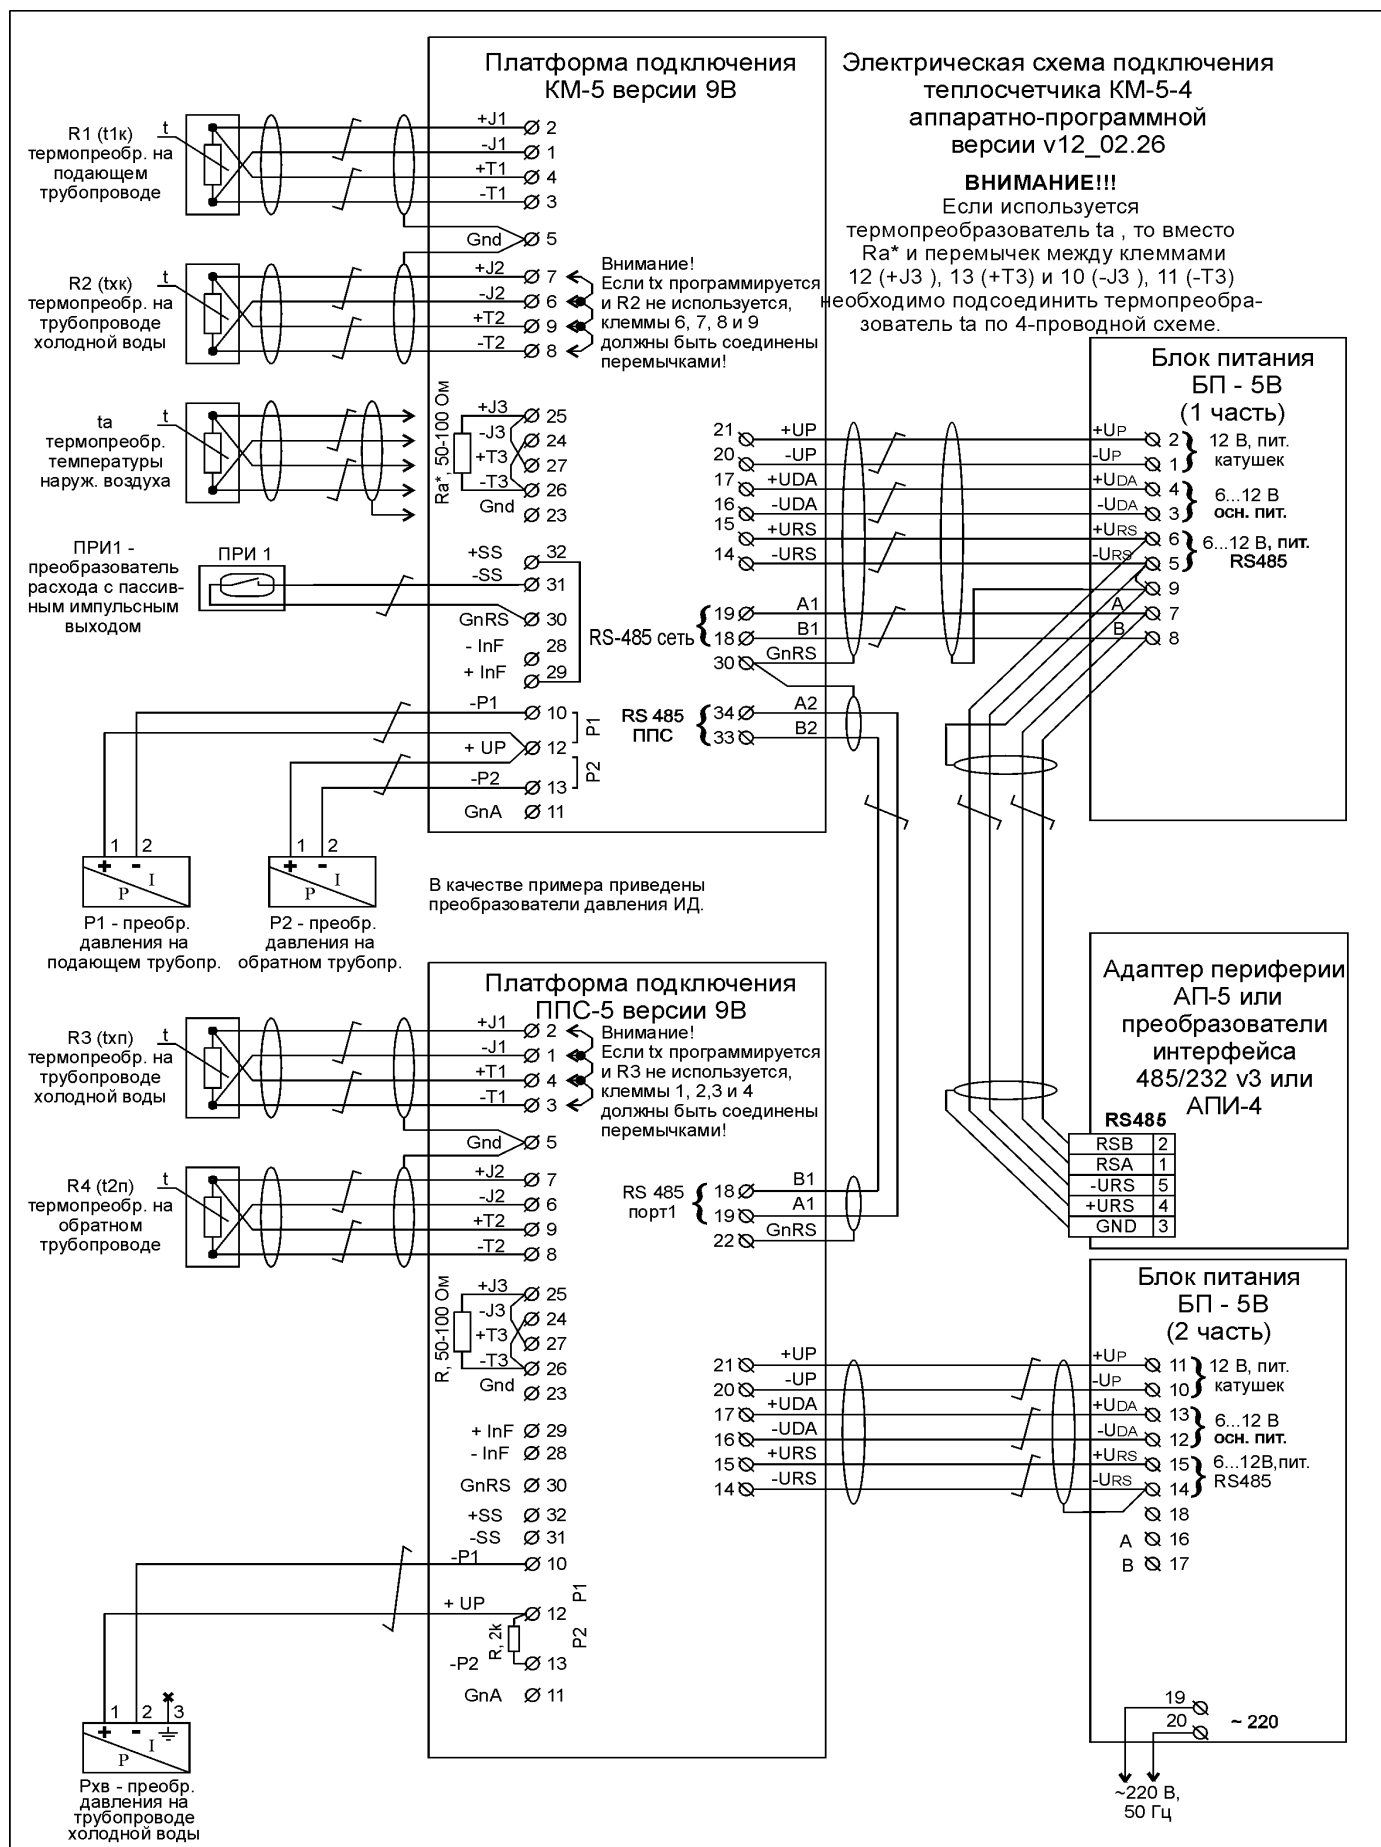 Платформа подключения
КМ-5 версии 9В
Электрическая схема подключения
теплосчетчика КМ-5-4
аппаратно-программной
версии v12_02.26
ВНИМАНИЕ!!!
Если используется
термопреобразователь ta , то вместо
Ra* и перемычек между клеммами
12 (+J3 ), 13 (+T3) и 10 (-J3 ), 11 (-T3)
необходимо подсоединить термопреобра-
зователь ta по 4-проводной схеме.
R1 (t1к)
термопреобр. на
подающем
трубопроводе
t
+J1 2
-J1 1
+T1 4
-T1 3
Gnd 5
R2 (txк)
термопреобр. на
трубопроводе
холодной воды
t
+J2 7
-J2 6
+T2 9
-T2 8
Внимание!
Если tx программируется
и R2 не используется,
клеммы 6, 7, 8 и 9
должны быть соединены
перемычками!
ta
термопреобр.
температуры
наруж. воздуха
t
Ra*, 50-100 Ом
+J3 25
-J3 24
+T3 27
-T3 26
Gnd 23
ПРИ1 -
преобразователь
расхода с пассив-
ным импульсным
выходом
ПРИ 1
+SS 32
-SS 31
GnRS 30
- InF 28
+ InF 29
-P1 10
+ UP 12
-P2 13
GnA 11
P1
P2
21 +UP
20 -UP
17 +UDA
16 -UDA
15 +URS
14 -URS
RS-485 сеть
19 A1
18 B1
30 GnRS
RS 485
ППС
34 A2
33 B2
Блок питания
БП - 5В
(1 часть)
+UP 2
-UP 1
12 В, пит.
катушек
+UDA 4
-UDA 3
6...12 В
осн. пит.
+URS 6
-URS 5
6...12 В, пит.
RS485
9
A 7
B 8
1 2
+ -
P I
P1 - преобр.
давления на
подающем трубопр.
1 2
+ -
P I
P2 - преобр.
давления на
обратном трубопр.
В качестве примера приведены
преобразователи давления ИД.
Адаптер периферии
АП-5 или
преобразователи
интерфейса
485/232 v3 или
АПИ-4
RS485
RSB 2
RSA 1
-URS 5
+URS 4
GND 3
Платформа подключения
ППС-5 версии 9В
R3 (txп)
термопреобр. на
трубопроводе
холодной воды
t
+J1 2
-J1 1
+T1 4
-T1 3
Gnd 5
Внимание!
Если tx программируется
и R3 не используется,
клеммы 1, 2,3 и 4
должны быть соединены
перемычками!
R4 (t2п)
термопреобр. на
обратном
трубопроводе
t
+J2 7
-J2 6
+T2 9
-T2 8
RS 485
порт1
18 B1
19 A1
22 GnRS
R, 50-100 Ом
+J3 25
-J3 24
+T3 27
-T3 26
Gnd 23
+ InF 29
- InF 28
GnRS 30
+SS 32
-SS 31
-P1 10
+ UP 12
R, 2k
-P2 13
GnA 11
P1
P2
21 +UP
20 -UP
17 +UDA
16 -UDA
15 +URS
14 -URS
Блок питания
БП - 5В
(2 часть)
+UP 11
-UP 10
12 В, пит.
катушек
+UDA 13
-UDA 12
6...12 В
осн. пит.
+URS 15
-URS 14
6...12В,пит.
RS485
18
A 16
B 17
19
20
~ 220
~220 В,
50 Гц
1 2 3
+ -
P I
Pхв - преобр.
давления на
трубопроводе
холодной воды